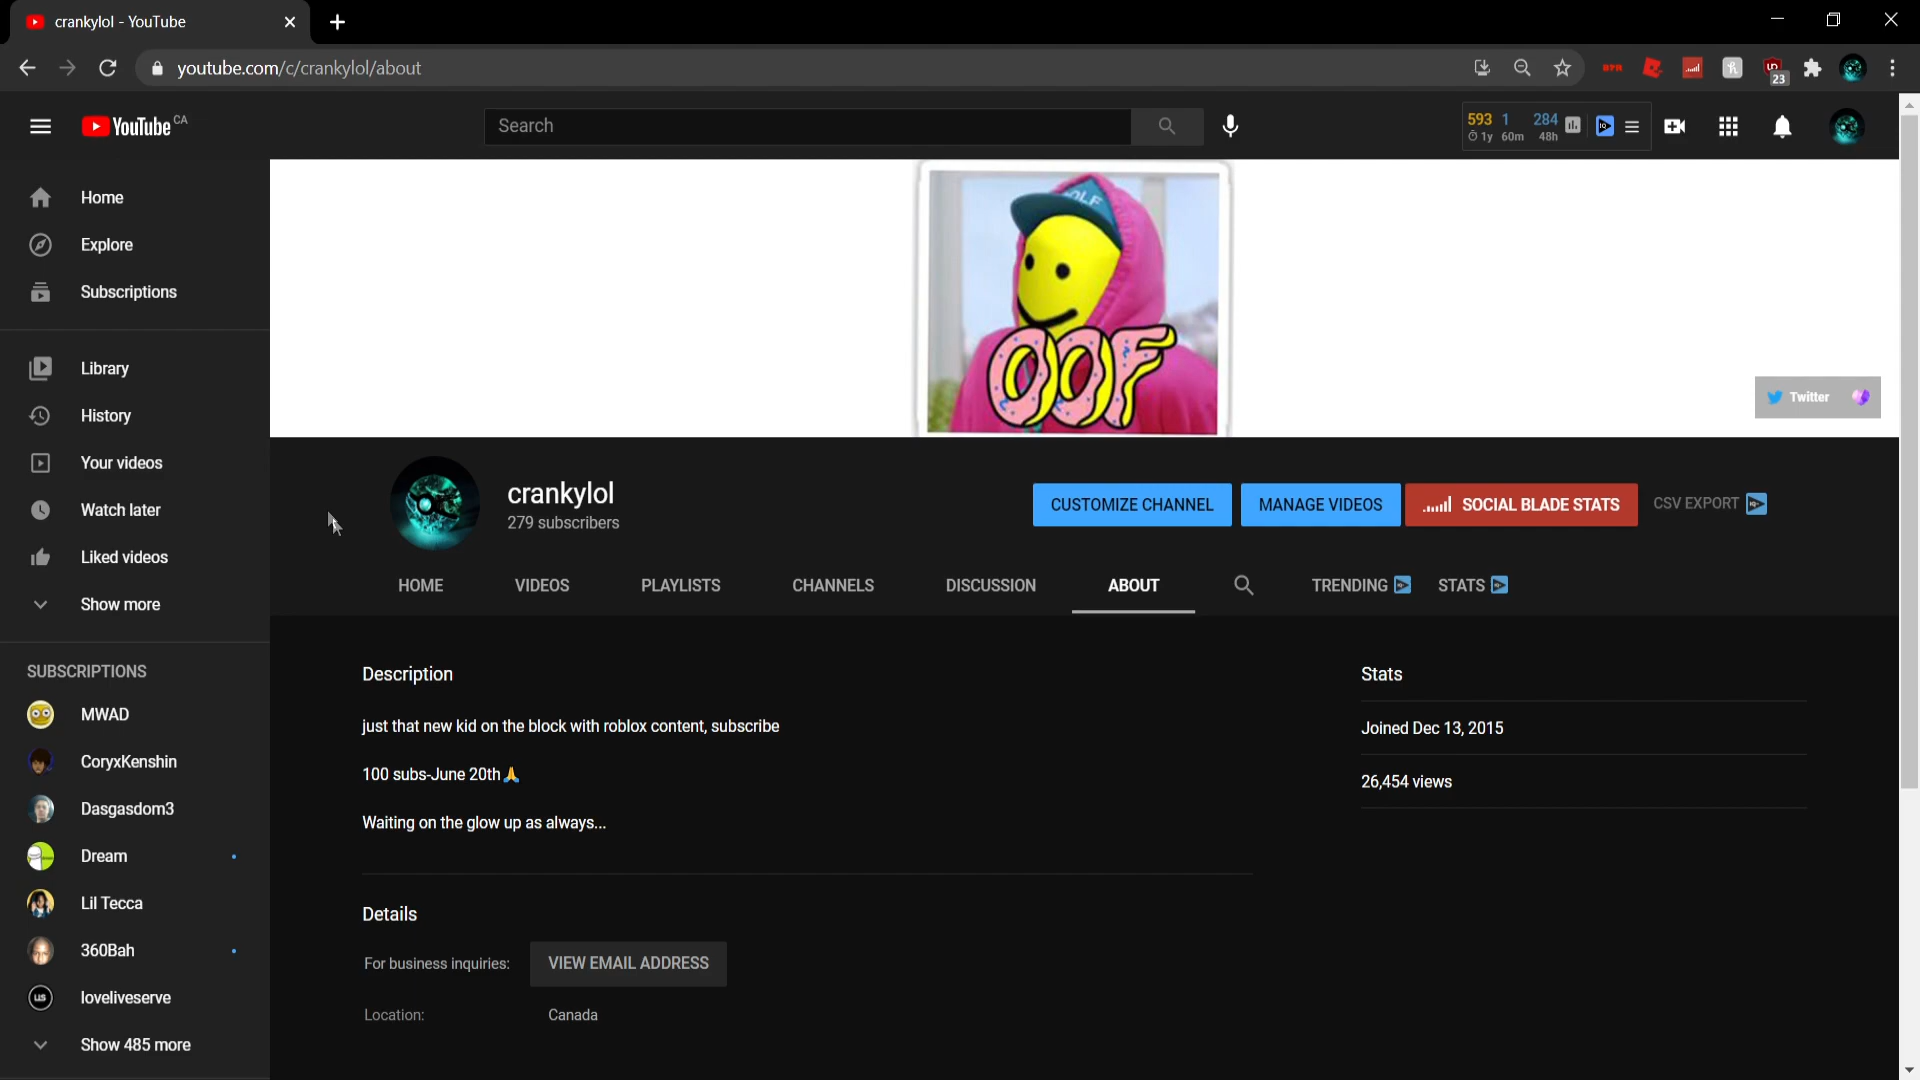 crankylol - YouTube
youtube.com/c/crankylol/about
23
YouTube CA
Search
593 1 284
1y 60m 48h
Home
Explore
Subscriptions
Library
History
Your videos
Watch later
Liked videos
Show more
SUBSCRIPTIONS
MWAD
CoryxKenshin
Dasgasdom3
Dream
Lil Tecca
360Bah
loveliveserve
Show 485 more
OOF
Twitter
crankylol
279 subscribers
CUSTOMIZE CHANNEL
MANAGE VIDEOS
SOCIAL BLADE STATS
CSV EXPORT
HOME
VIDEOS
PLAYLISTS
CHANNELS
DISCUSSION
ABOUT
TRENDING
STATS
Description
just that new kid on the block with roblox content, subscribe
100 subs-June 20th🙏
Waiting on the glow up as always...
Details
For business inquiries:
VIEW EMAIL ADDRESS
Location:
Canada
Stats
Joined Dec 13, 2015
26,454 views